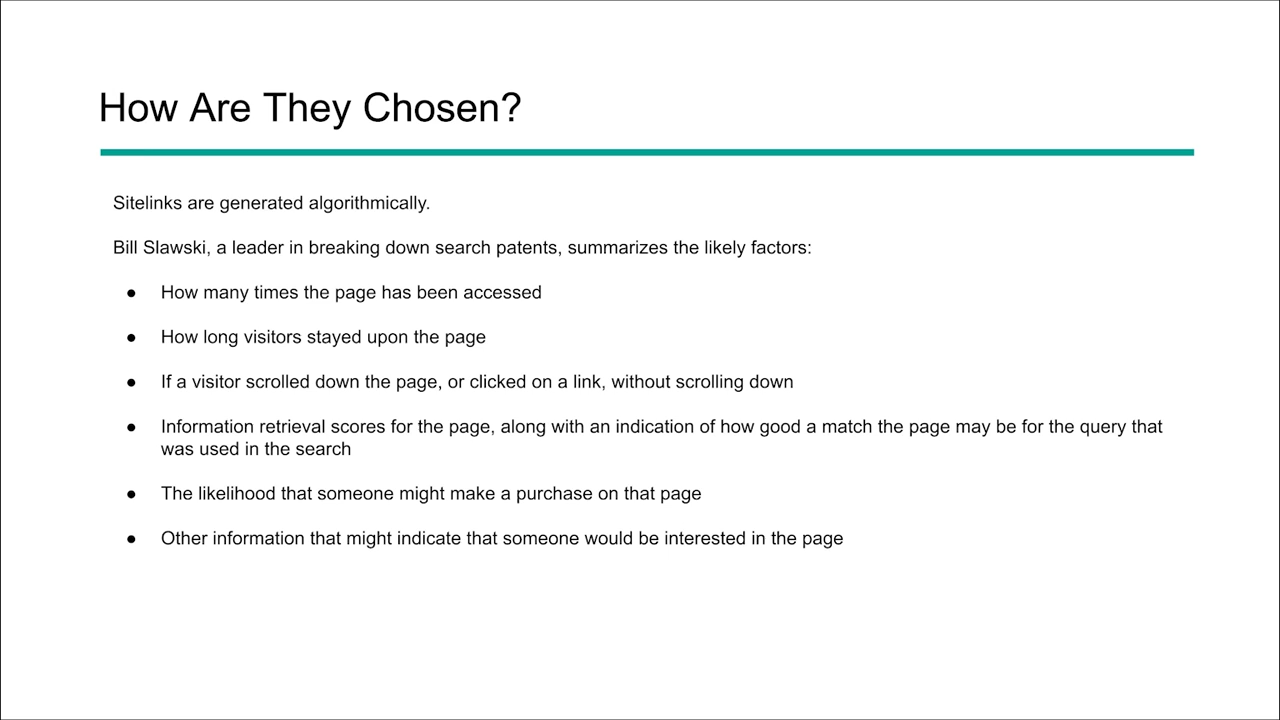 How Are They Chosen?
Sitelinks are generated algorithmically.
Bill Slawski, a leader in breaking down search patents, summarizes the likely factors:
● How many times the page has been accessed
● How long visitors stayed upon the page
● If a visitor scrolled down the page, or clicked on a link, without scrolling down
● Information retrieval scores for the page, along with an indication of how good a match the page may be for the query that
was used in the search
● The likelihood that someone might make a purchase on that page
● Other information that might indicate that someone would be interested in the page